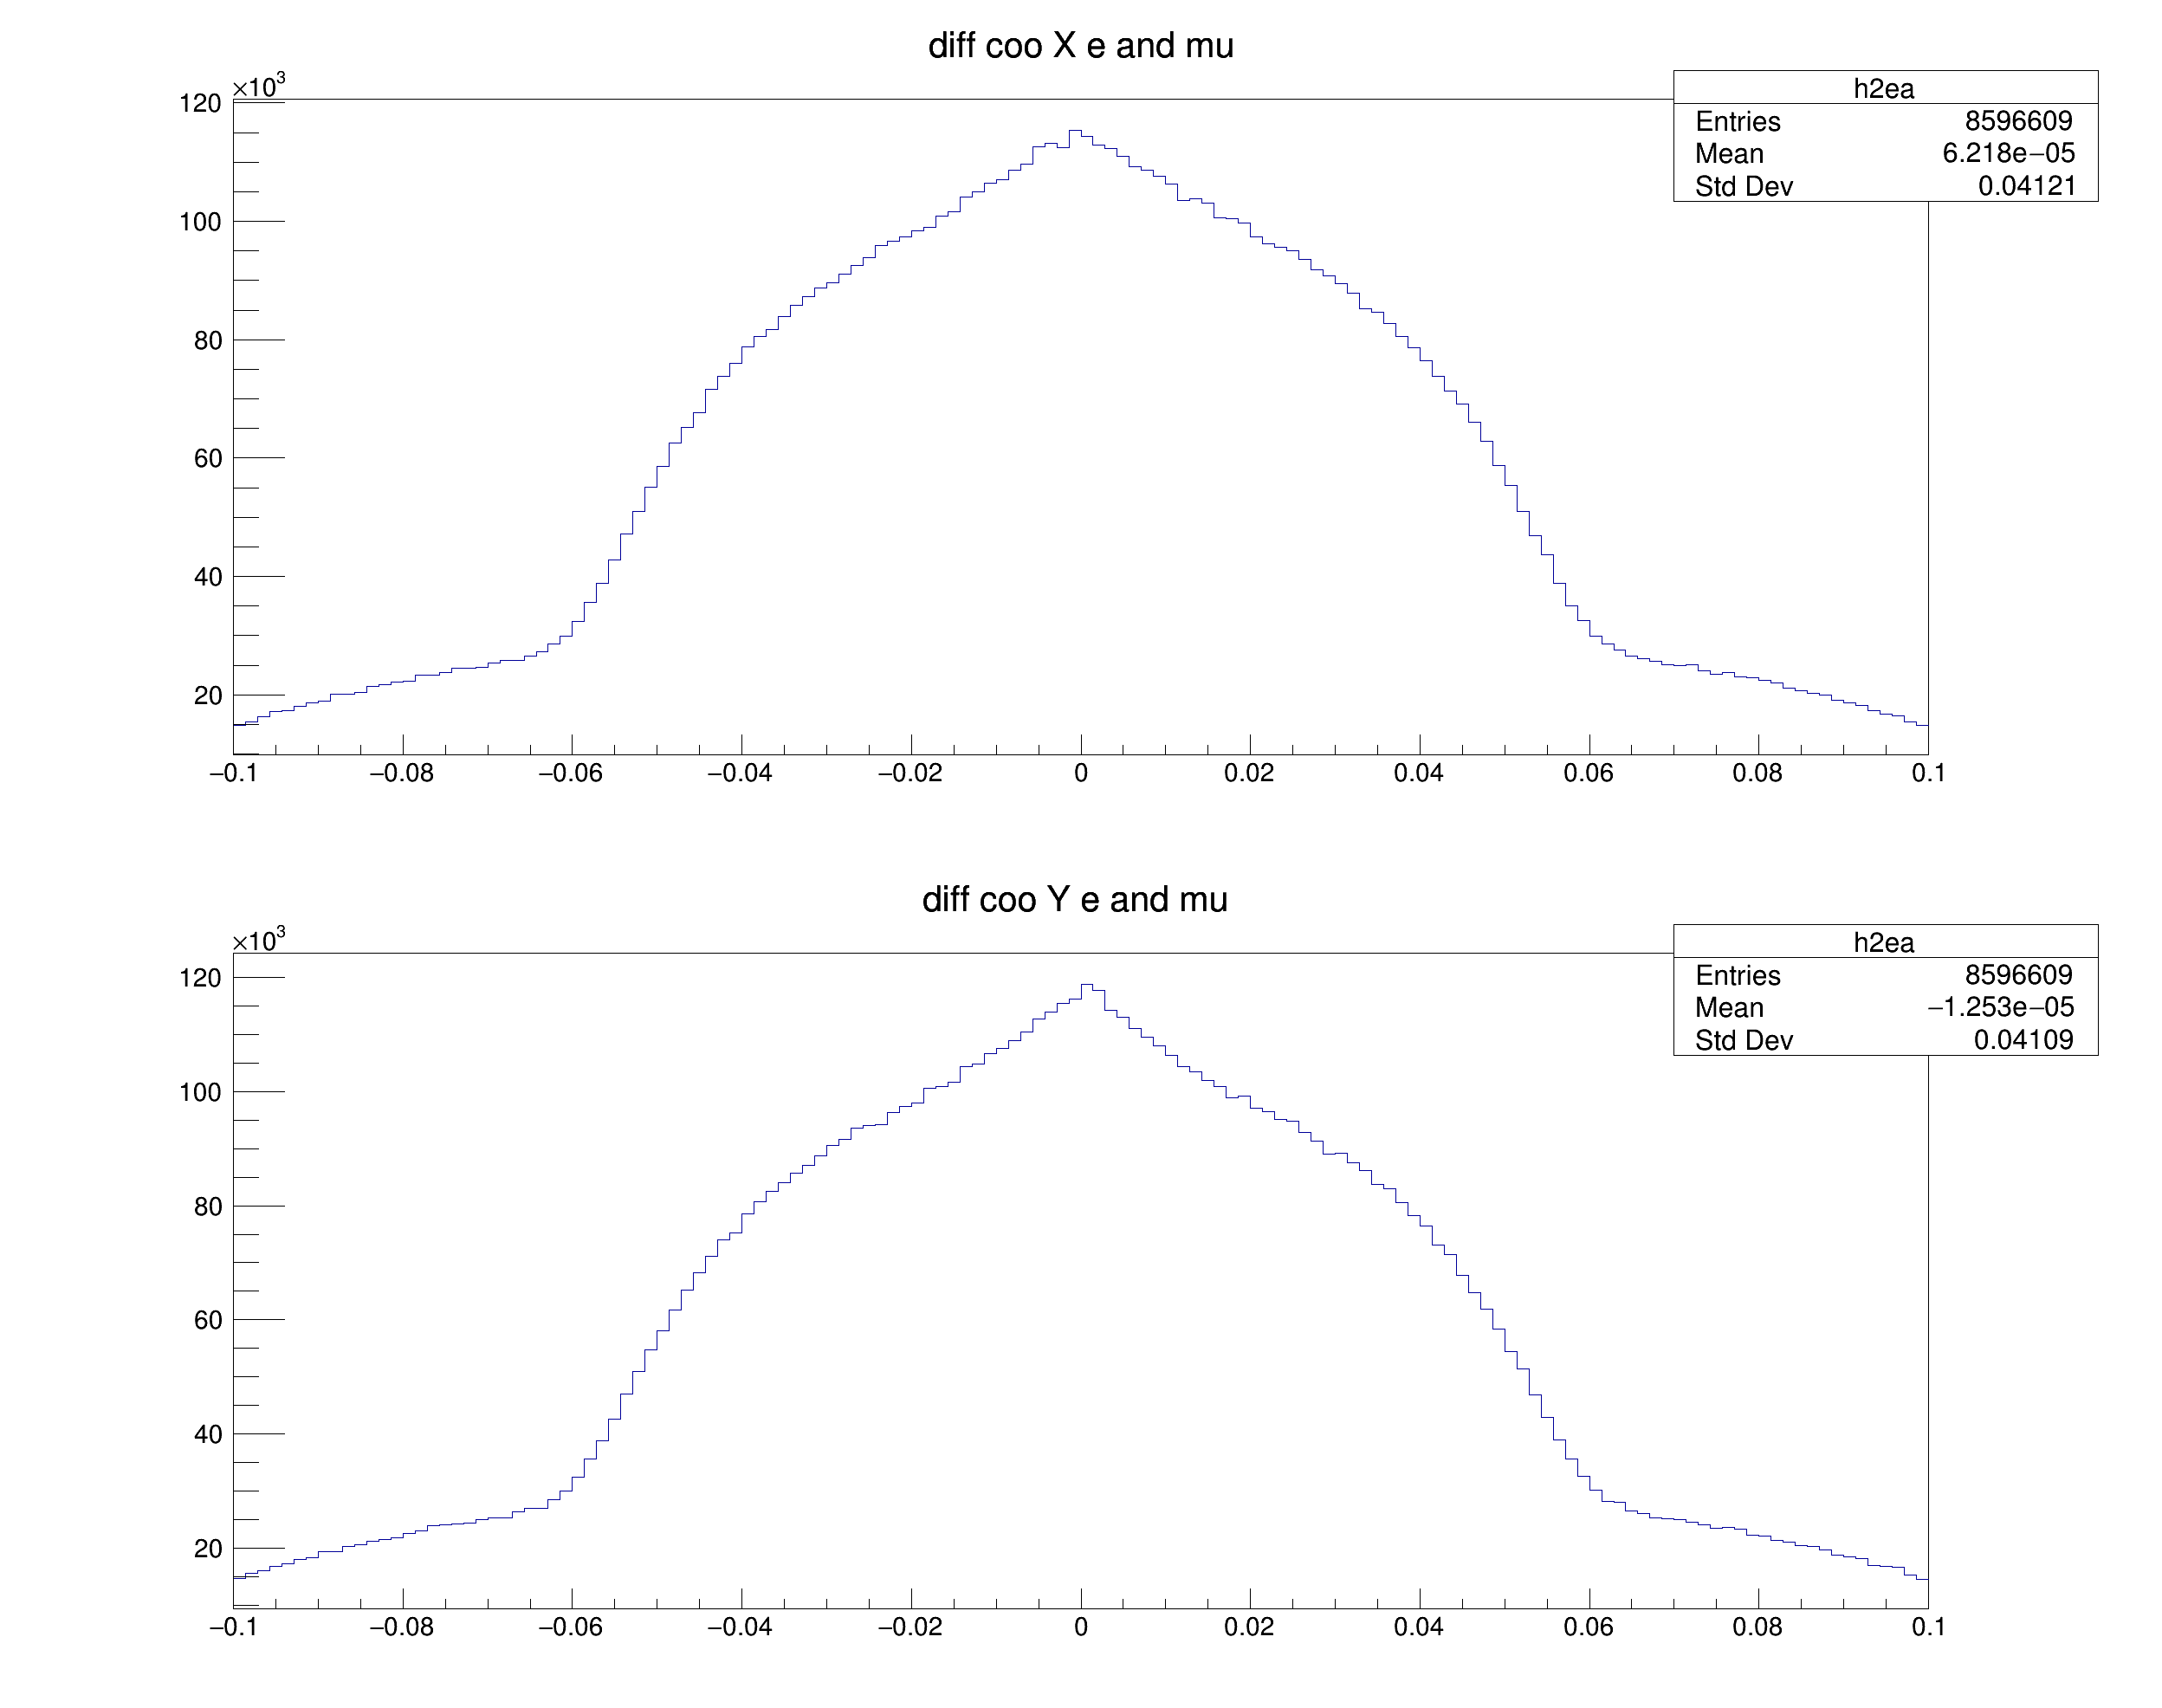 diff coo X e and mu
×10³
h2ea
Entries 8596609
Mean 6.218e−05
Std Dev 0.04121
120
100
80
60
40
20
−0.1 −0.08 −0.06 −0.04 −0.02 0 0.02 0.04 0.06 0.08 0.1
diff coo Y e and mu
×10³
h2ea
Entries 8596609
Mean −1.253e−05
Std Dev 0.04109
120
100
80
60
40
20
−0.1 −0.08 −0.06 −0.04 −0.02 0 0.02 0.04 0.06 0.08 0.1